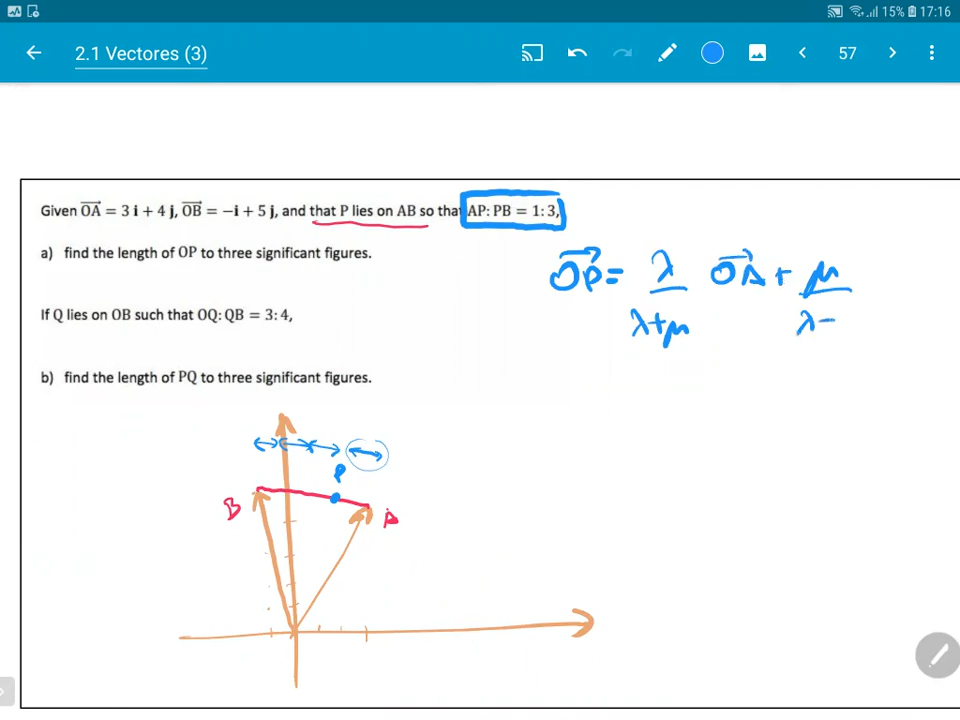 15% 17:16
2.1 Vectores (3)
57
Given OA = 3 i + 4 j, OB = −i + 5 j, and that P lies on AB so that AP: PB = 1: 3,
a) find the length of OP to three significant figures.
OP = λ/λ+μ OA + μ/λ−
If Q lies on OB such that OQ: QB = 3: 4,
b) find the length of PQ to three significant figures.
P
B
A